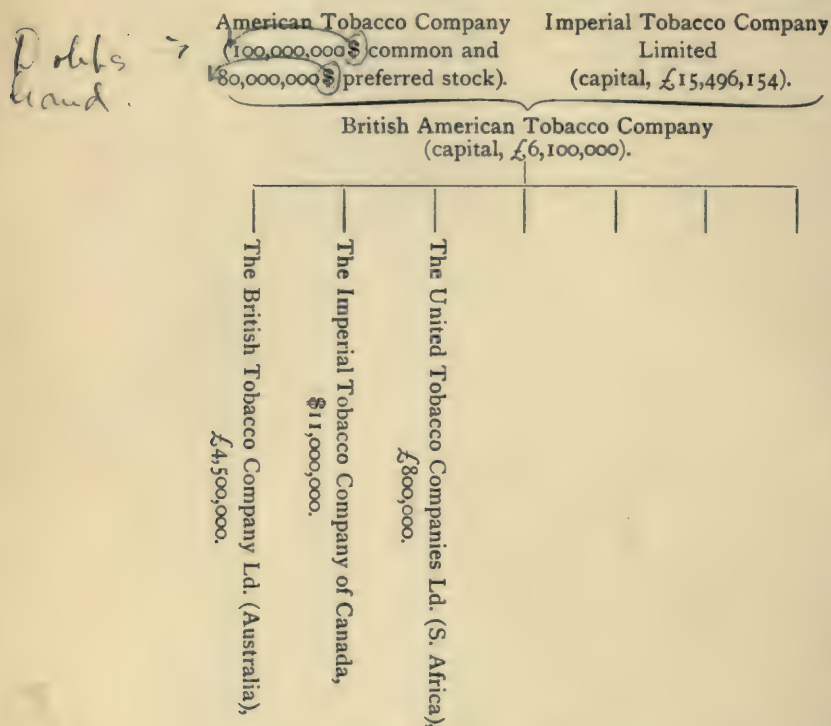 American Tobacco Company
(100,000,000$ common and
80,000,000$ preferred stock).
Imperial Tobacco Company
Limited
(capital, £15,496,154).
British American Tobacco Company
(capital, £6,100,000).
The British Tobacco Company Ld. (Australia),
£4,500,000.
The Imperial Tobacco Company of Canada,
$11,000,000.
The United Tobacco Companies Ld. (S. Africa),
£800,000.